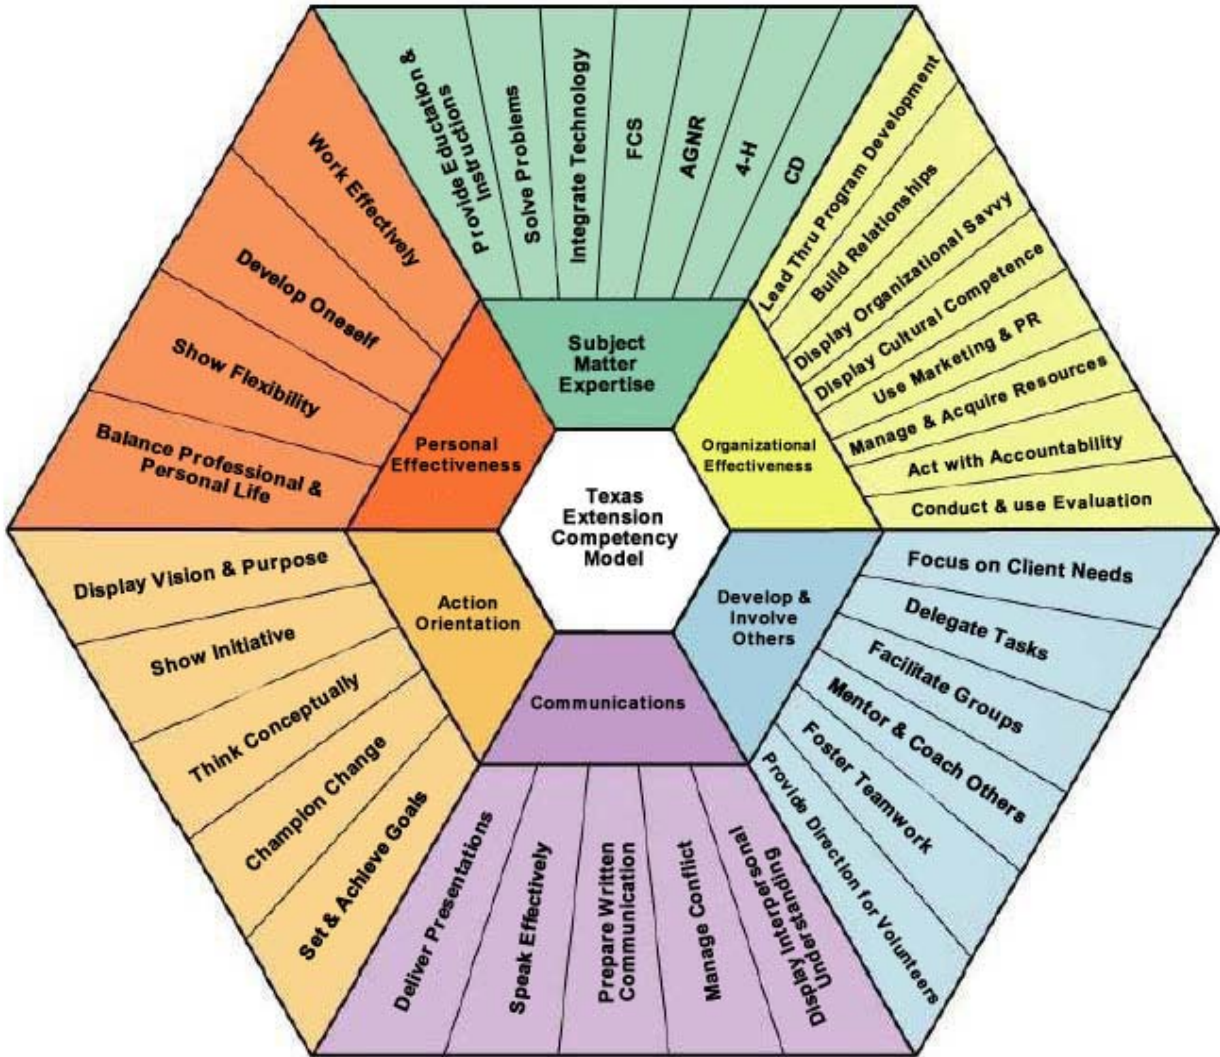 Texas
Extension
Competency
Model
Subject
Matter
Expertise
Provide Eductation &
Instructions
Solve Problems
Integrate Technology
FCS
AGNR
4-H
CD
Organizational
Effectiveness
Lead Thru Program Development
Build Relationships
Display Organizational Savvy
Display Cultural Competence
Use Marketing & PR
Manage & Acquire Resources
Act with Accountability
Conduct & use Evaluation
Develop &
Involve
Others
Focus on Client Needs
Delegate Tasks
Facilitate Groups
Mentor & Coach Others
Foster Teamwork
Provide Direction for Volunteers
Communications
Display Interpersonal
Understanding
Manage Conflict
Prepare Written
Communication
Speak Effectively
Deliver Presentations
Action
Orientation
Set & Achieve Goals
Champion Change
Think Conceptually
Show Initiative
Display Vision & Purpose
Personal
Effectiveness
Balance Professional &
Personal Life
Show Flexibility
Develop Oneself
Work Effectively